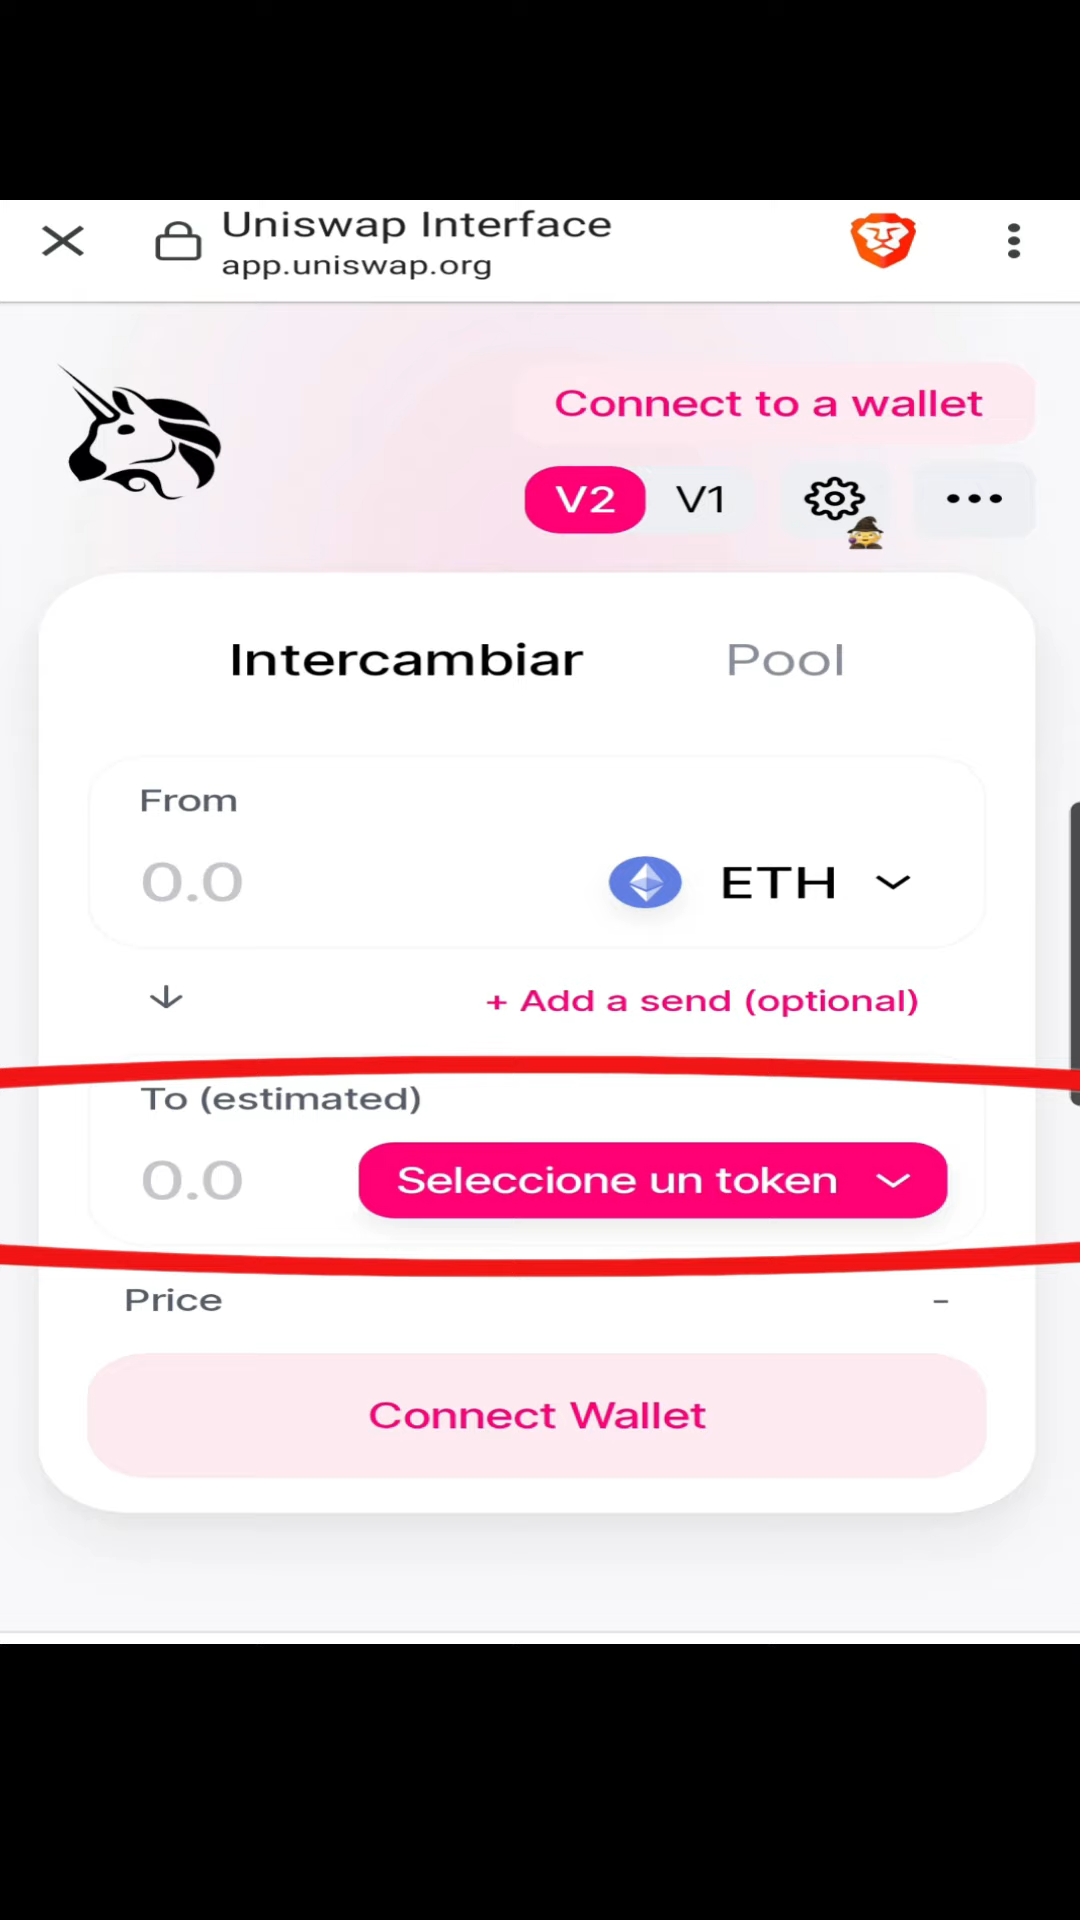 Uniswap Interface
app.uniswap.org
Connect to a wallet
V2 V1
Intercambiar Pool
From
0.0 ETH
+ Add a send (optional)
To (estimated)
0.0 Seleccione un token
Price -
Connect Wallet